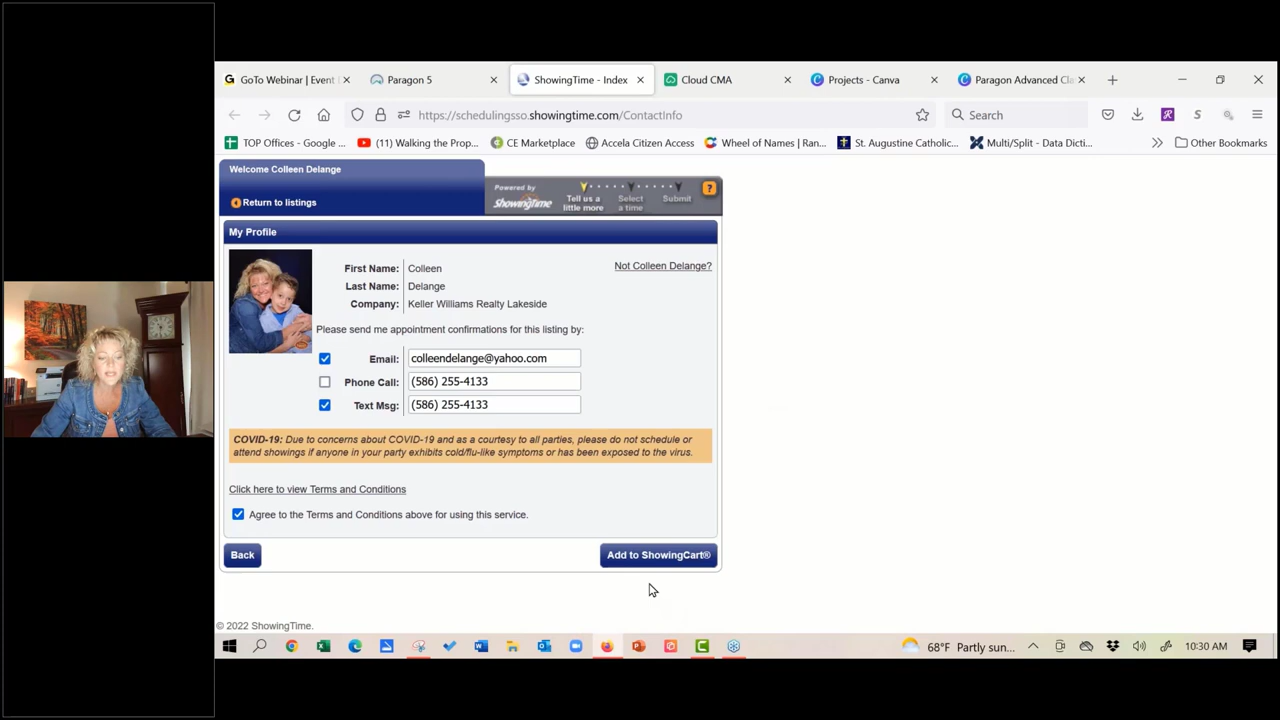 GoTo Webinar | Event
Paragon 5
ShowingTime - Index
Cloud CMA
Projects - Canva
Paragon Advanced Cla
https://schedulingsso.showingtime.com/ContactInfo
Search
TOP Offices - Google ...
(11) Walking the Prop...
CE Marketplace
Accela Citizen Access
Wheel of Names | Ran...
St. Augustine Catholic...
Multi/Split - Data Dicti...
Other Bookmarks
Welcome Colleen Delange
Return to listings
Powered by
ShowingTime
Tell us a
little more
Select
a time
Submit
?
My Profile
First Name: Colleen
Not Colleen Delange?
Last Name: Delange
Company: Keller Williams Realty Lakeside
Please send me appointment confirmations for this listing by:
Email: colleendelange@yahoo.com
Phone Call: (586) 255-4133
Text Msg: (586) 255-4133
COVID-19: Due to concerns about COVID-19 and as a courtesy to all parties, please do not schedule or
attend showings if anyone in your party exhibits cold/flu-like symptoms or has been exposed to the virus.
Click here to view Terms and Conditions
Agree to the Terms and Conditions above for using this service.
Back
Add to ShowingCart®
© 2022 ShowingTime.
68°F Partly sun...
10:30 AM